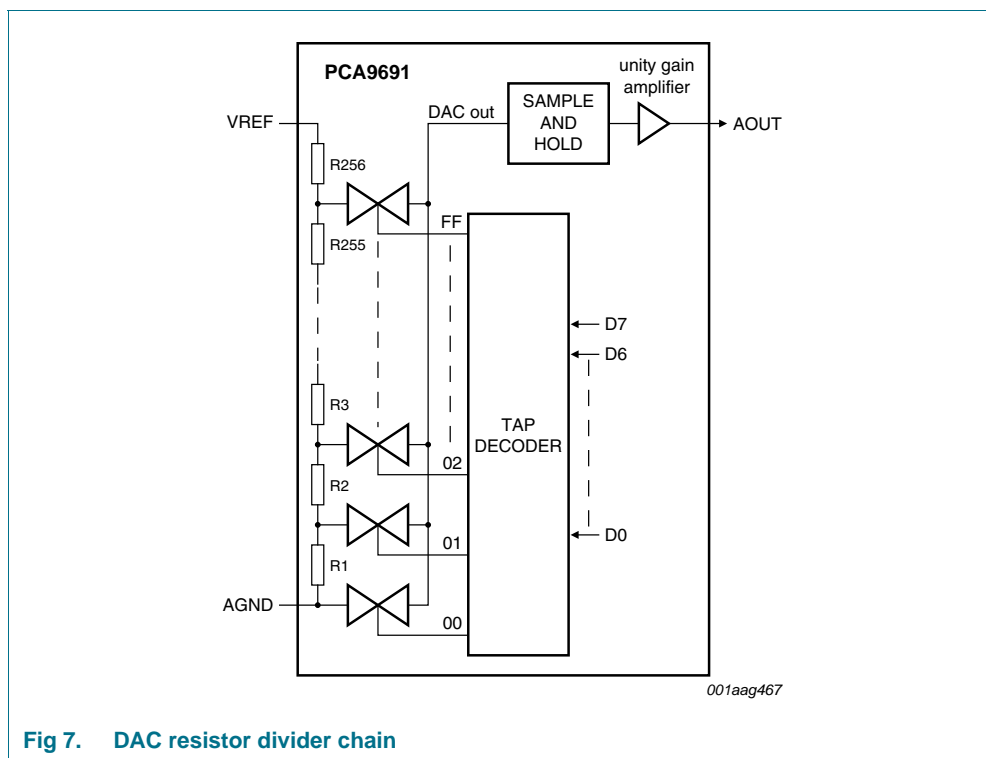 PCA9691
unity gain
amplifier
SAMPLE
AND
HOLD
DAC out
VREF
AOUT
R256
FF
R255
D7
D6
R3
TAP
DECODER
02
R2
D0
01
R1
AGND
00
001aag467
Fig 7. DAC resistor divider chain